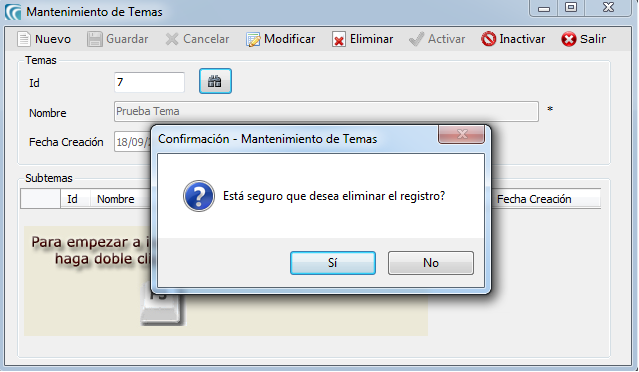 Mantenimiento de Temas
Nuevo Guardar Cancelar Modificar Eliminar Activar Inactivar Salir
Temas
Id 7
Nombre Prueba Tema *
Fecha Creación 18/09/
Confirmación - Mantenimiento de Temas
Está seguro que desea eliminar el registro?
Sí No
Subtemas
Id Nombre Fecha Creación
Para empezar a
haga doble